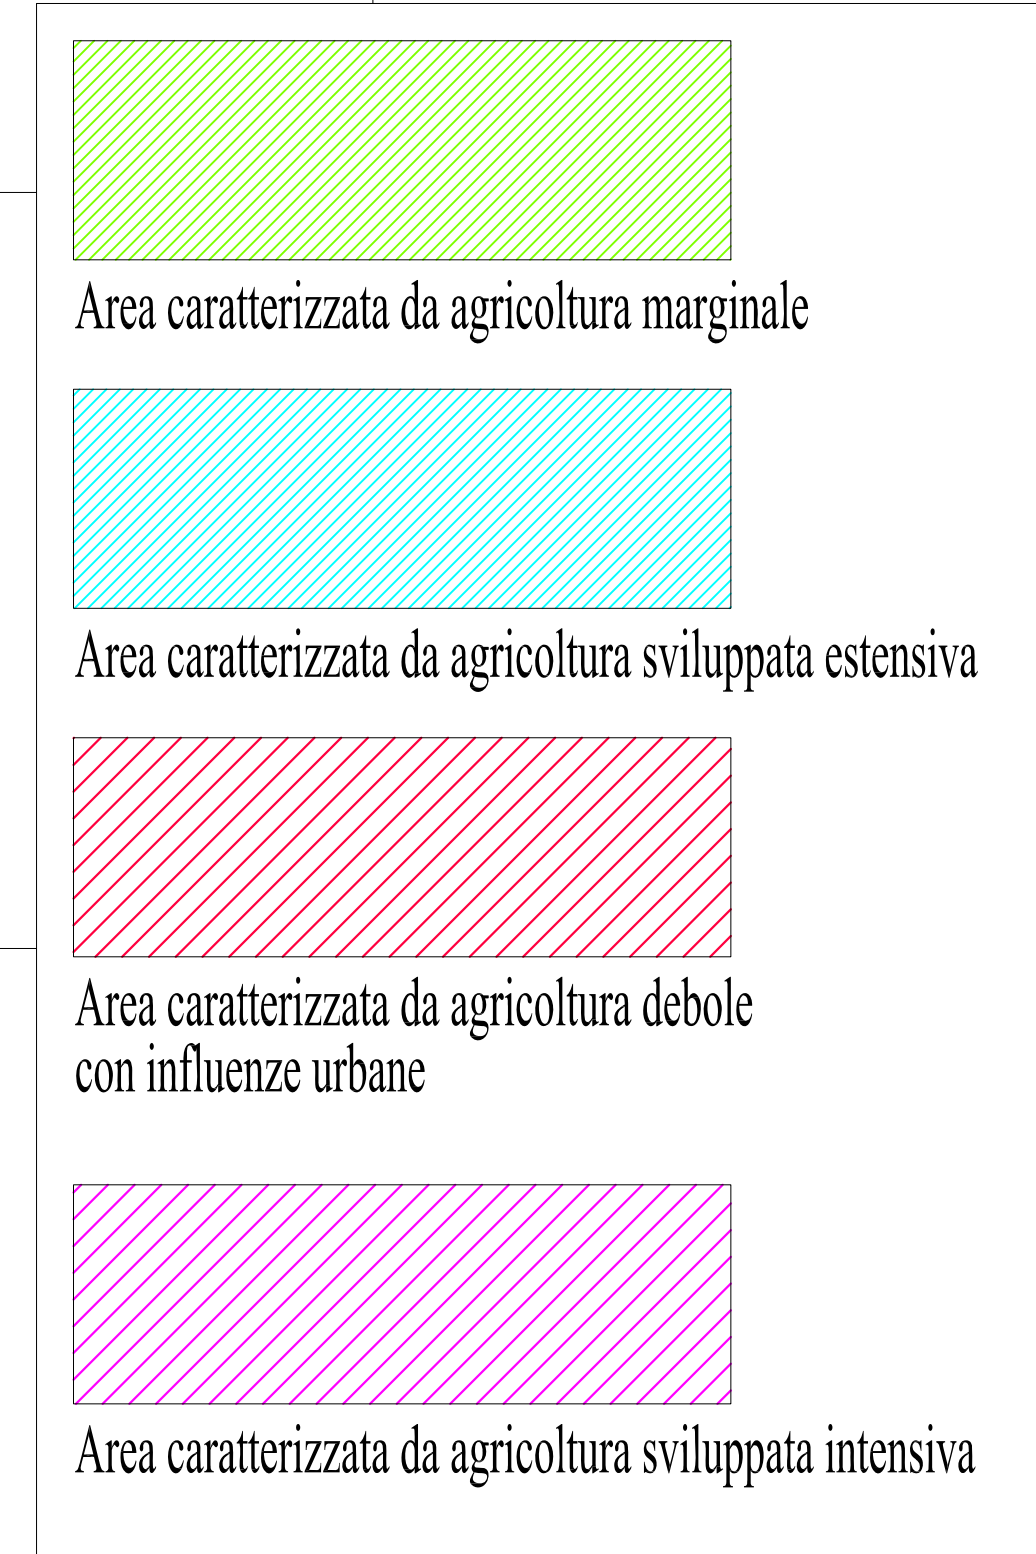 Area caratterizzata da agricoltura marginale
Area caratterizzata da agricoltura sviluppata estensiva
Area caratterizzata da agricoltura debole
con influenze urbane
Area caratterizzata da agricoltura sviluppata intensiva